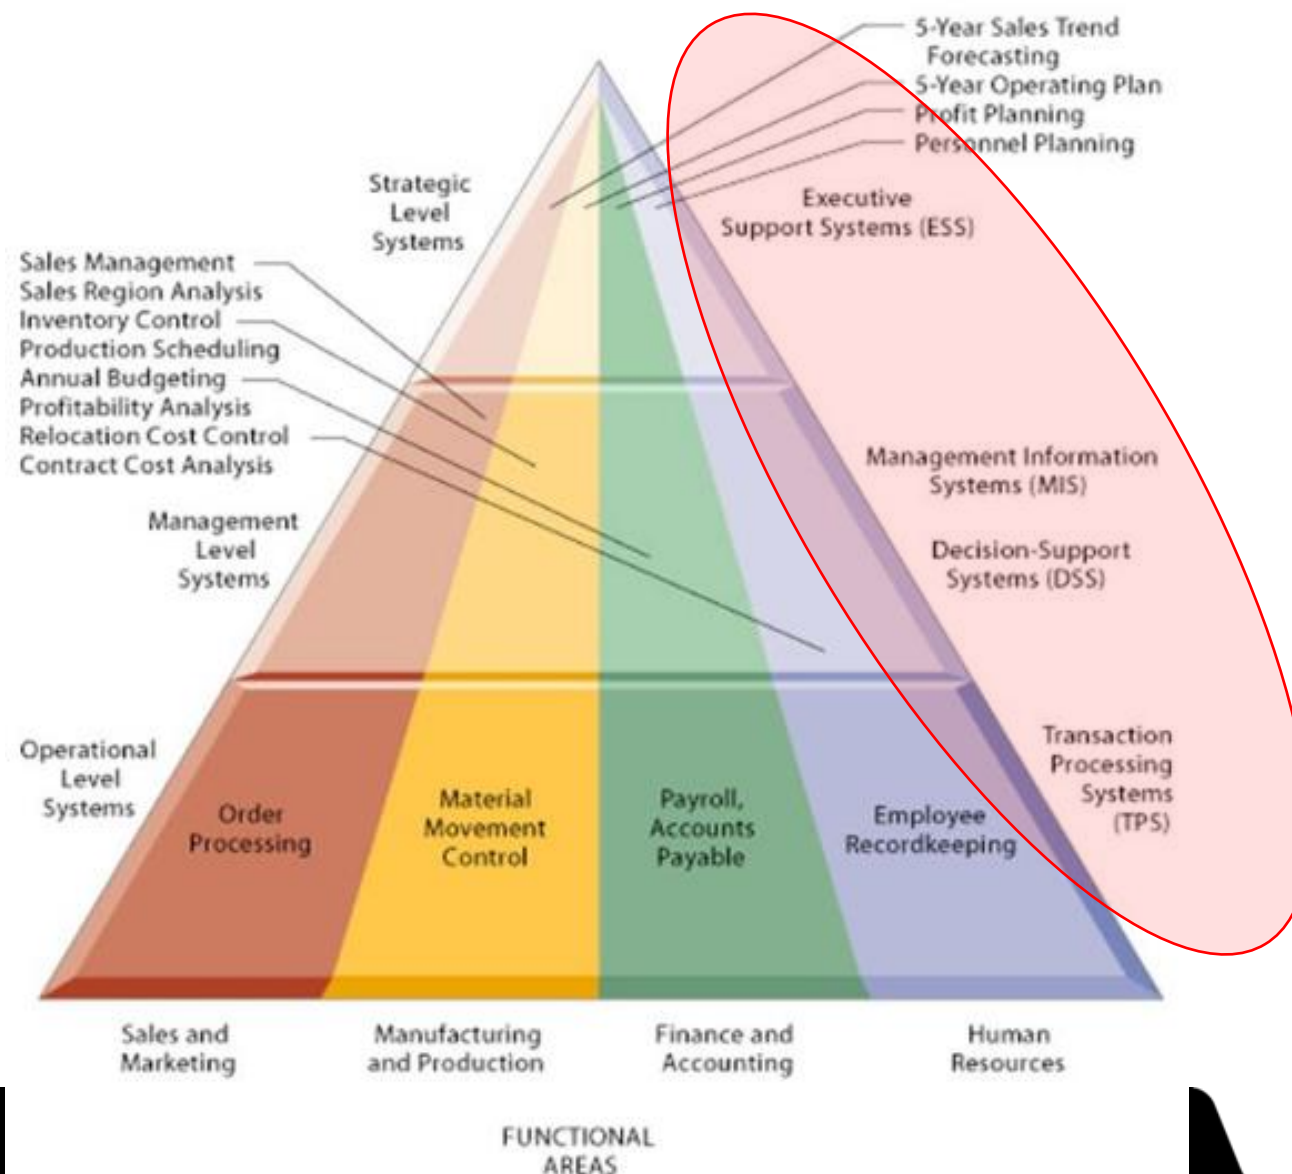 5-Year Sales Trend
Forecasting
5-Year Operating Plan
Profit Planning
Personnel Planning
Strategic
Level
Systems
Executive
Support Systems (ESS)
Sales Management
Sales Region Analysis
Inventory Control
Production Scheduling
Annual Budgeting
Profitability Analysis
Relocation Cost Control
Contract Cost Analysis
Management
Level
Systems
Management Information
Systems (MIS)
Decision-Support
Systems (DSS)
Operational
Level
Systems
Order
Processing
Material
Movement
Control
Payroll,
Accounts
Payable
Employee
Recordkeeping
Transaction
Processing
Systems
(TPS)
Sales and
Marketing
Manufacturing
and Production
Finance and
Accounting
Human
Resources
FUNCTIONAL
AREAS